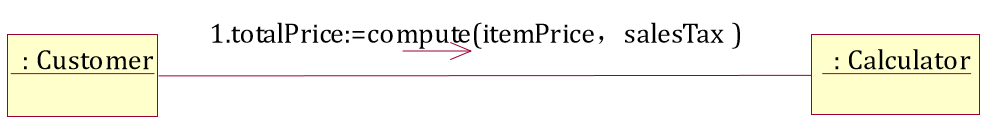 1.totalPrice:=compute(itemPrice，salesTax )
: Customer
: Calculator